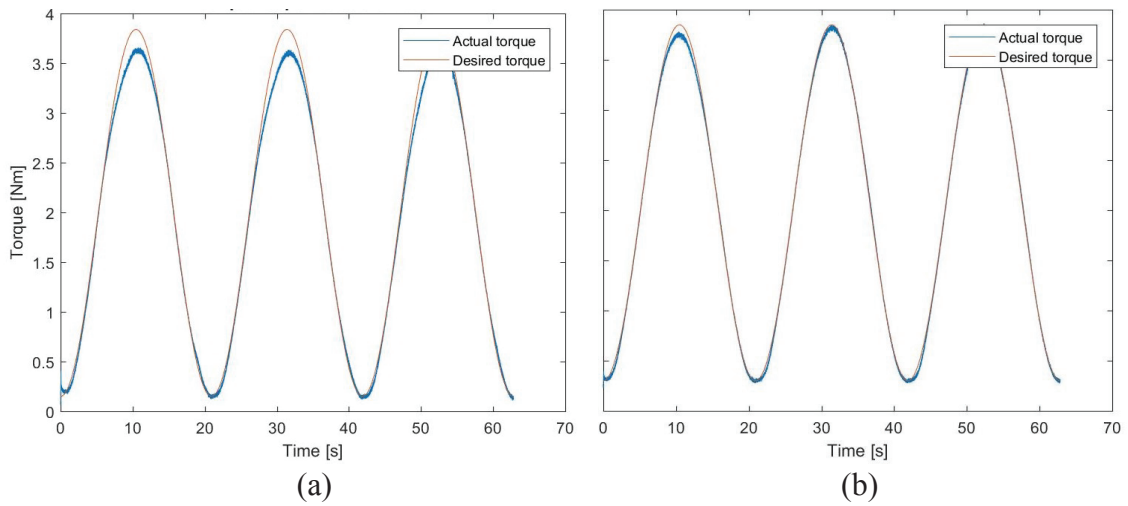 4
3.5
3
2.5
2
1.5
1
0.5
0
Torque [Nm]
0 10 20 30 40 50 60 70
Time [s]
Actual torque
Desired torque
(a)
Actual torque
Desired torque
0 10 20 30 40 50 60 70
Time [s]
(b)